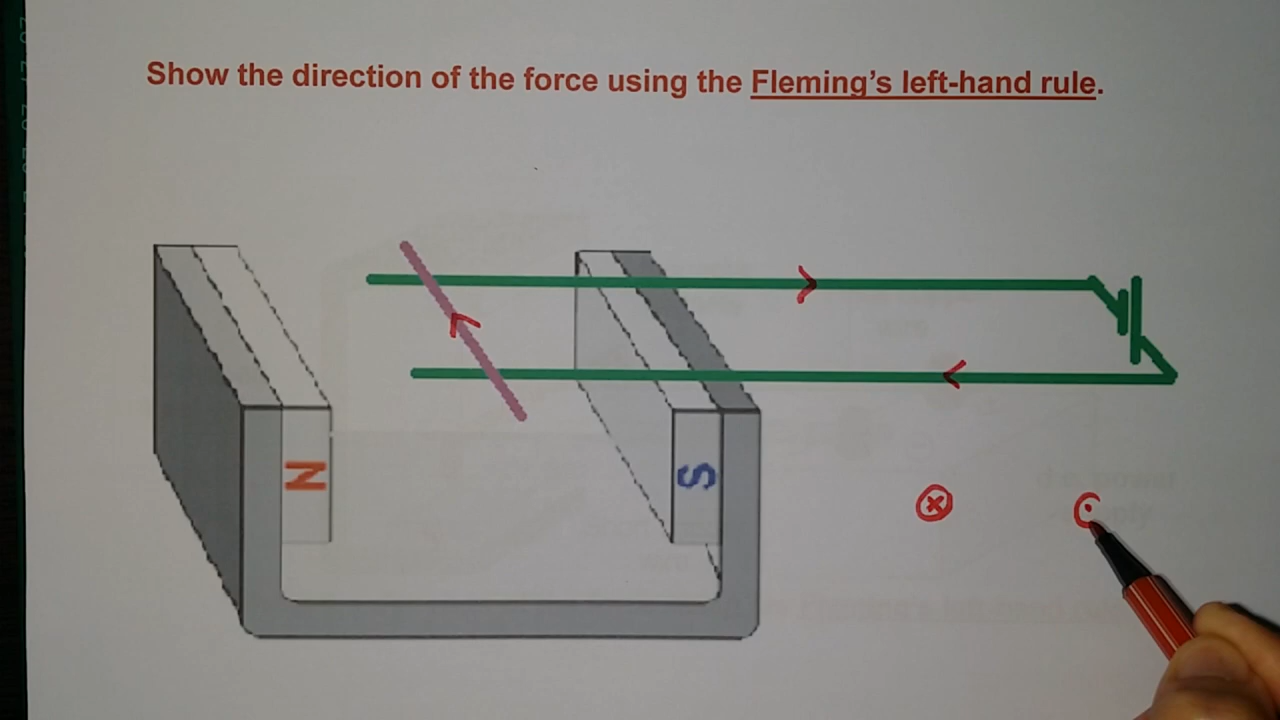 Show the direction of the force using the Fleming's left-hand rule.
N
S